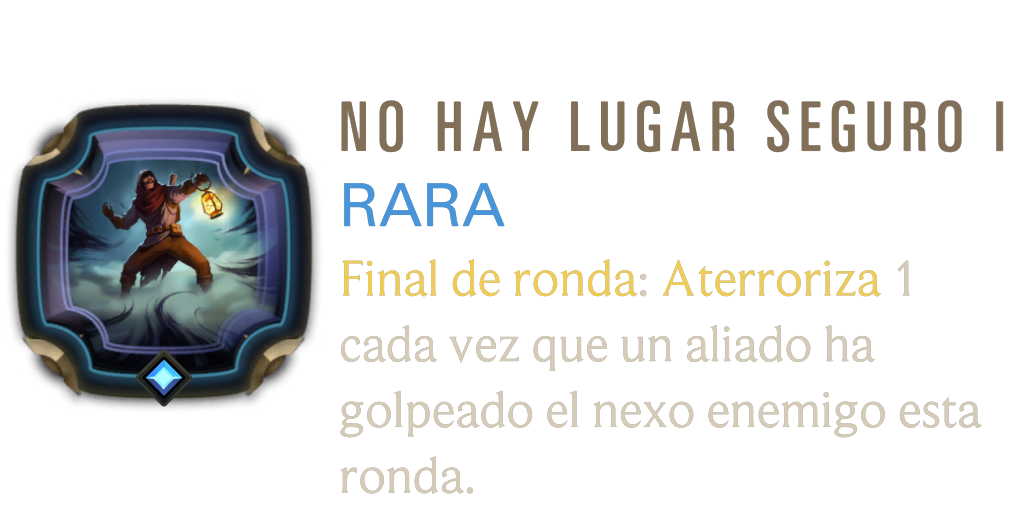 NO HAY LUGAR SEGURO I
RARA
Final de ronda: Aterroriza 1
cada vez que un aliado ha
golpeado el nexo enemigo esta
ronda.